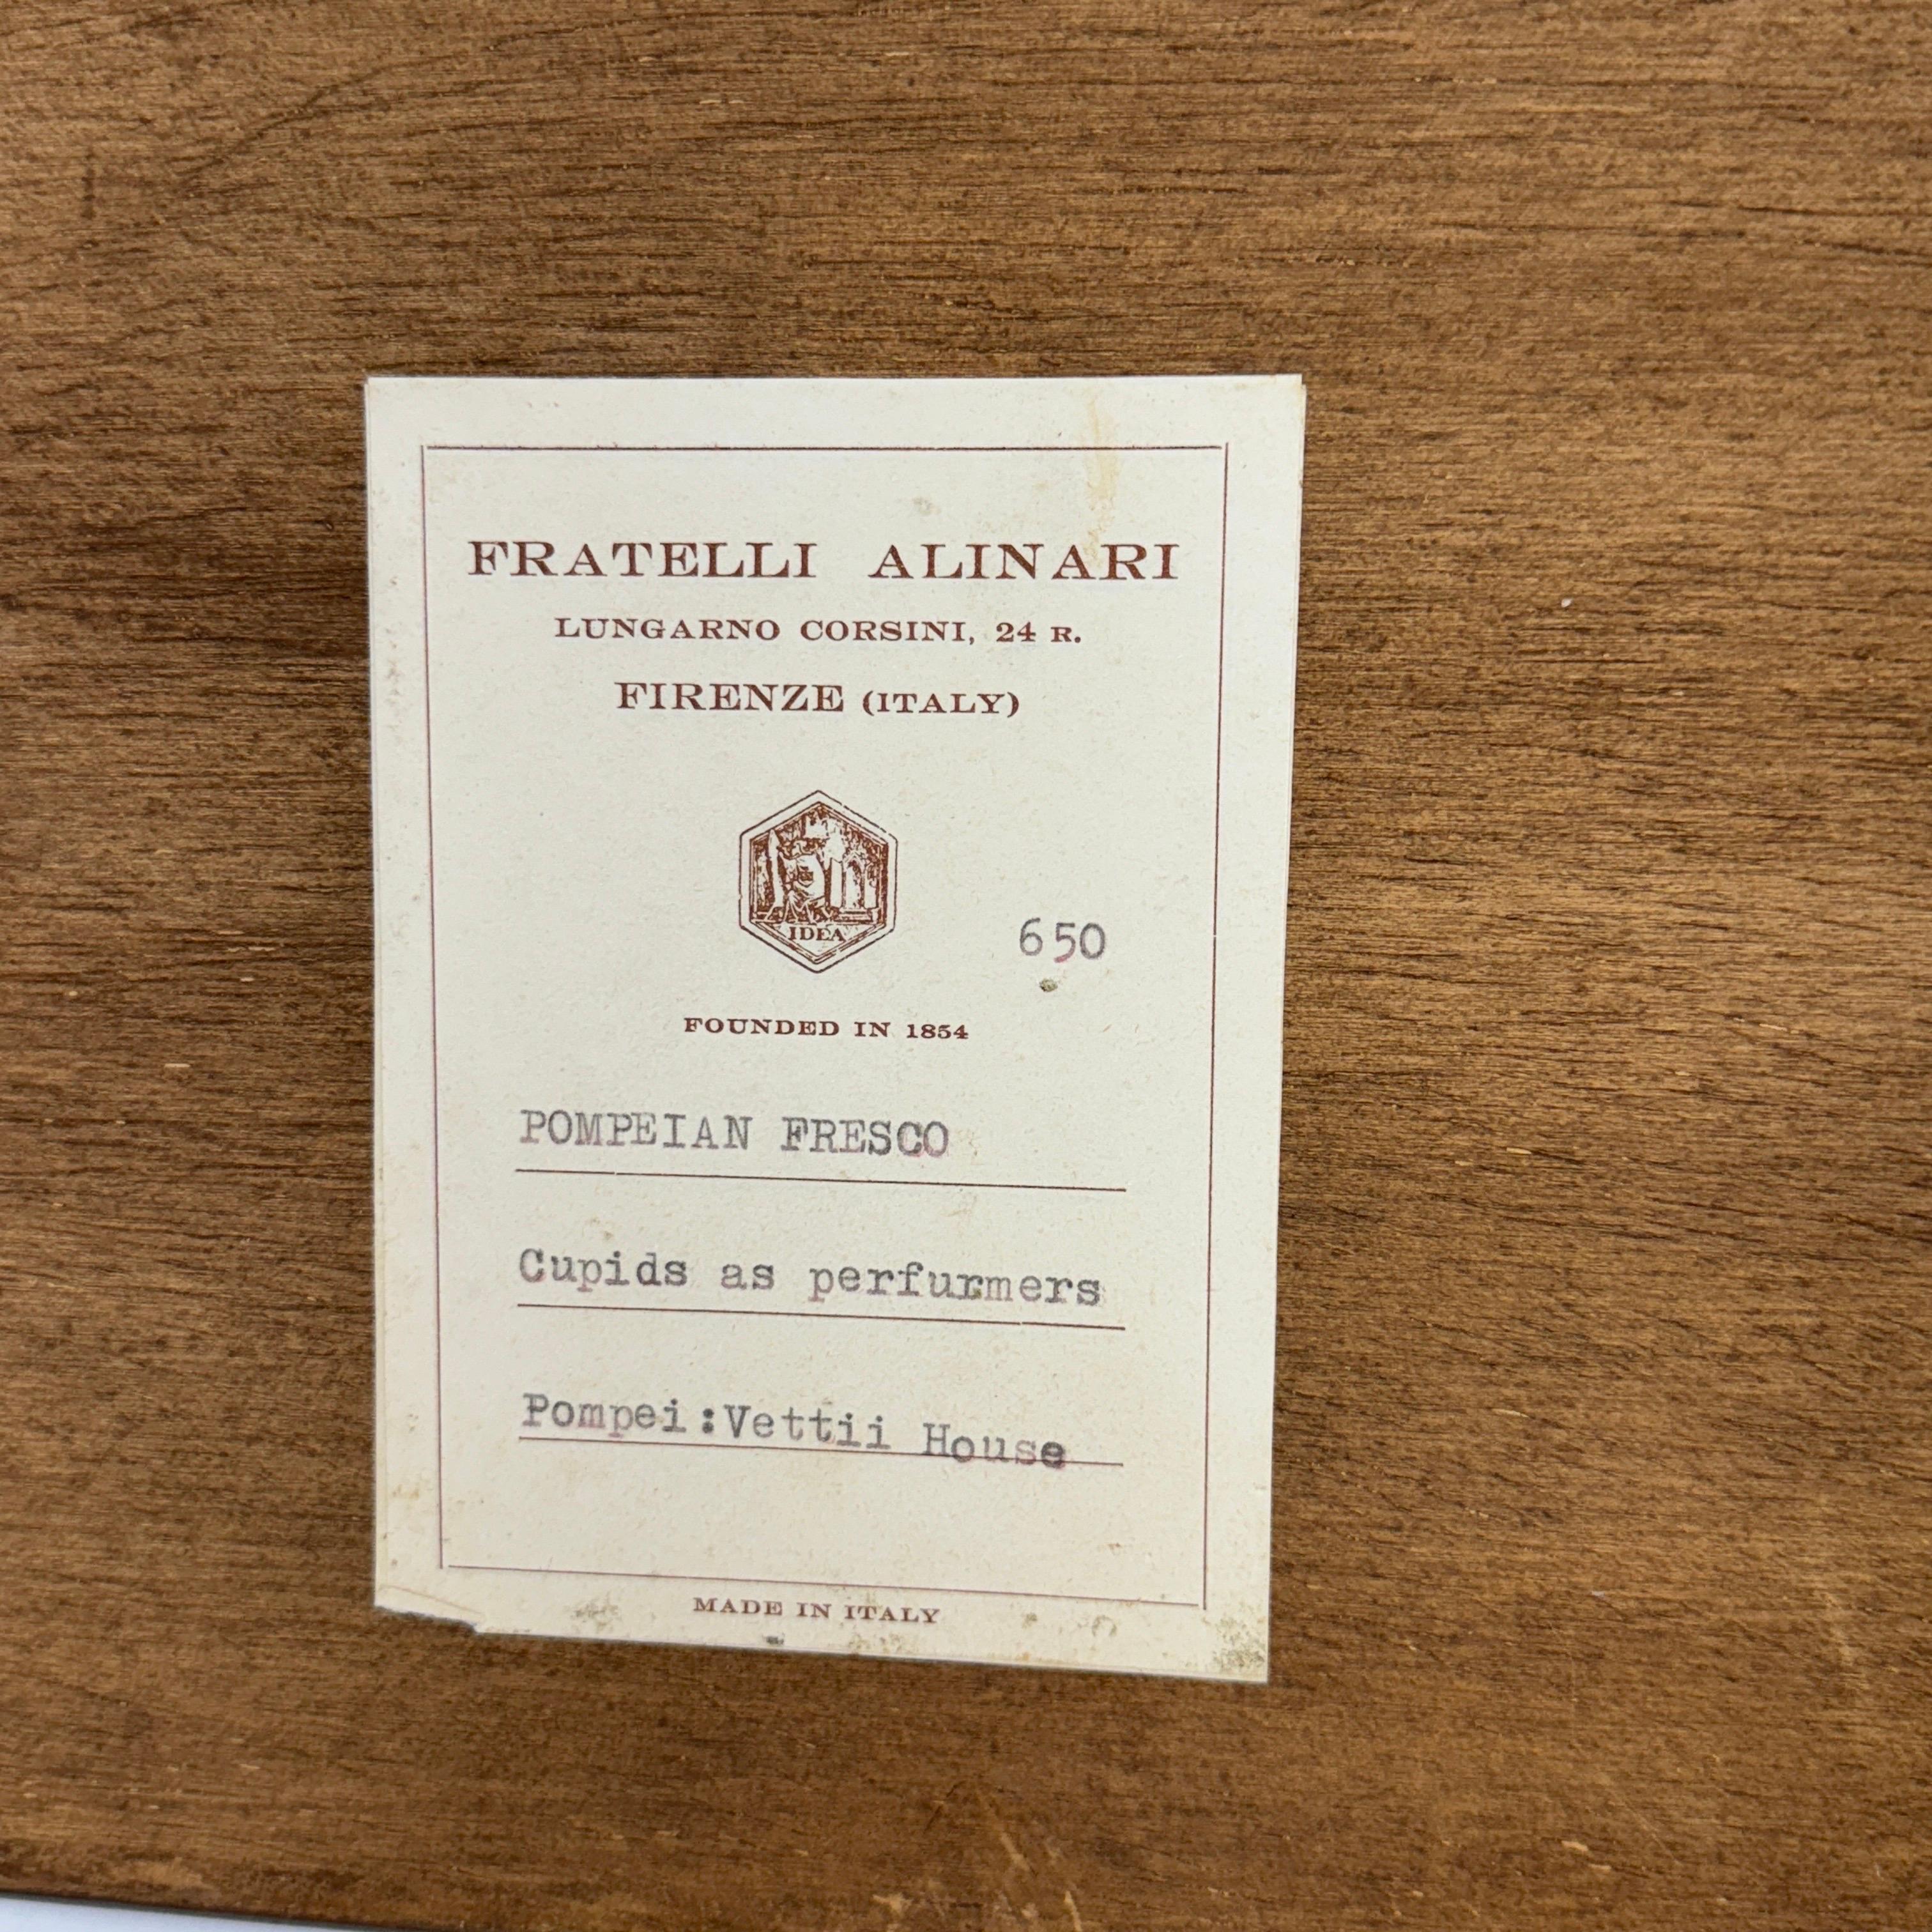 FRATELLI ALINARI
LUNGARNO CORSINI, 24 R.
FIRENZE (ITALY)
IDEA
650
FOUNDED IN 1854
POMPEIAN FRESCO
Cupids as perfurmers
Pompei:Vettii House
MADE IN ITALY